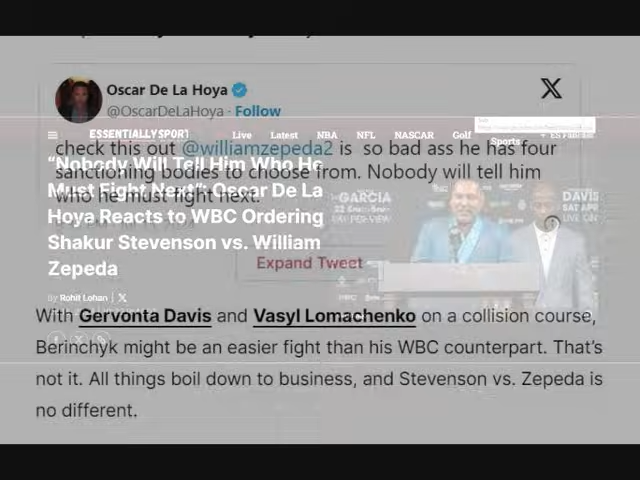 Oscar De La Hoya
@OscarDeLaHoya · Follow
ESSENTIALLYSPORTS
Live Latest NBA NFL NASCAR Golf
Sports
check this out @williamzepeda2 is so bad ass he has four
sanctioning bodies to choose from. Nobody will tell him
who he must fight next.
“Nobody Will Tell Him Who He
Must Fight Next”: Oscar De La
Hoya Reacts to WBC Ordering
Shakur Stevenson vs. William
Zepeda
By Rohit Lohan | X
GARCIA
DAVIS
Expand Tweet
With Gervonta Davis and Vasyl Lomachenko on a collision course,
Berinchyk might be an easier fight than his WBC counterpart. That’s
not it. All things boil down to business, and Stevenson vs. Zepeda is
no different.